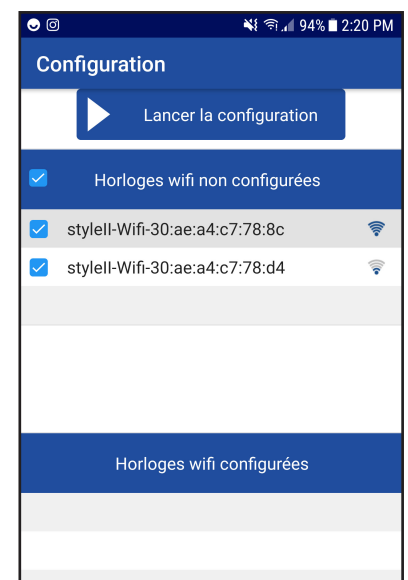 94% 2:20 PM
Configuration
Lancer la configuration
Horloges wifi non configurées
styleII-Wifi-30:ae:a4:c7:78:8c
styleII-Wifi-30:ae:a4:c7:78:d4
Horloges wifi configurées